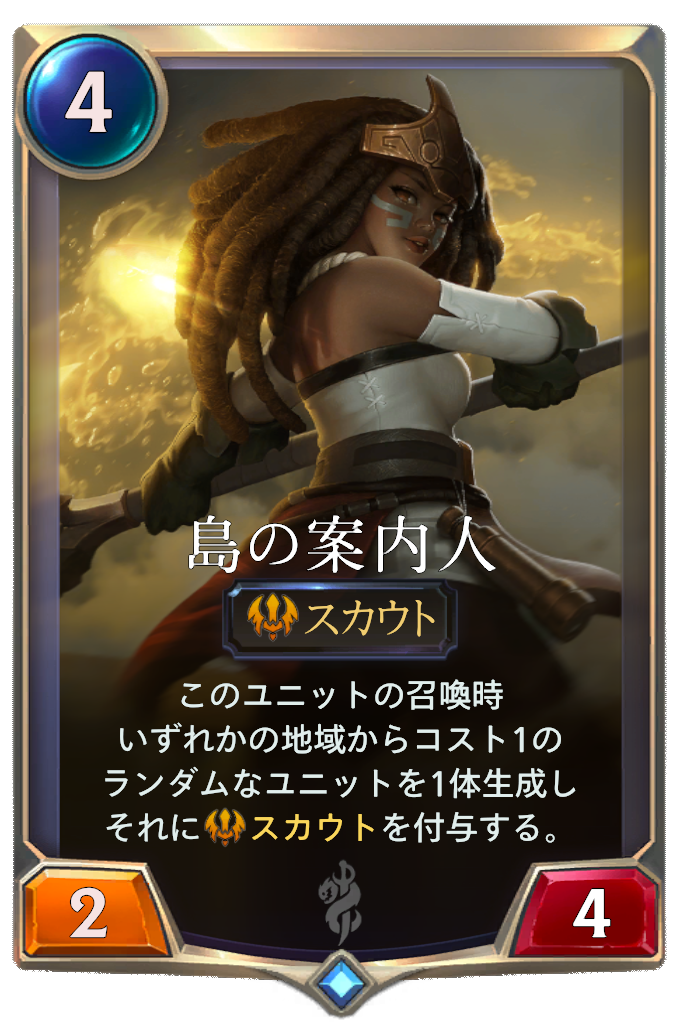 4
島の案内人
スカウト
このユニットの召喚時
いずれかの地域からコスト1の
ランダムなユニットを1体生成し
それにスカウトを付与する。
2
4